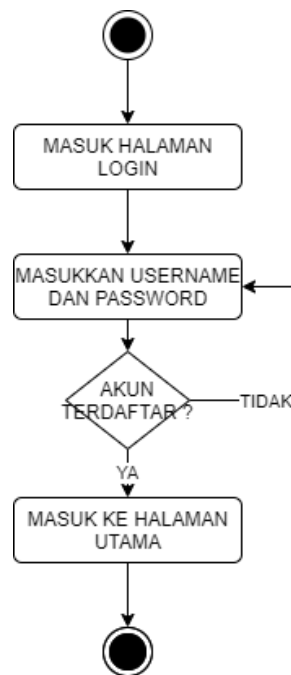 MASUK HALAMAN
LOGIN
MASUKKAN USERNAME
DAN PASSWORD
AKUN
TERDAFTAR ?
TIDAK
YA
MASUK KE HALAMAN
UTAMA